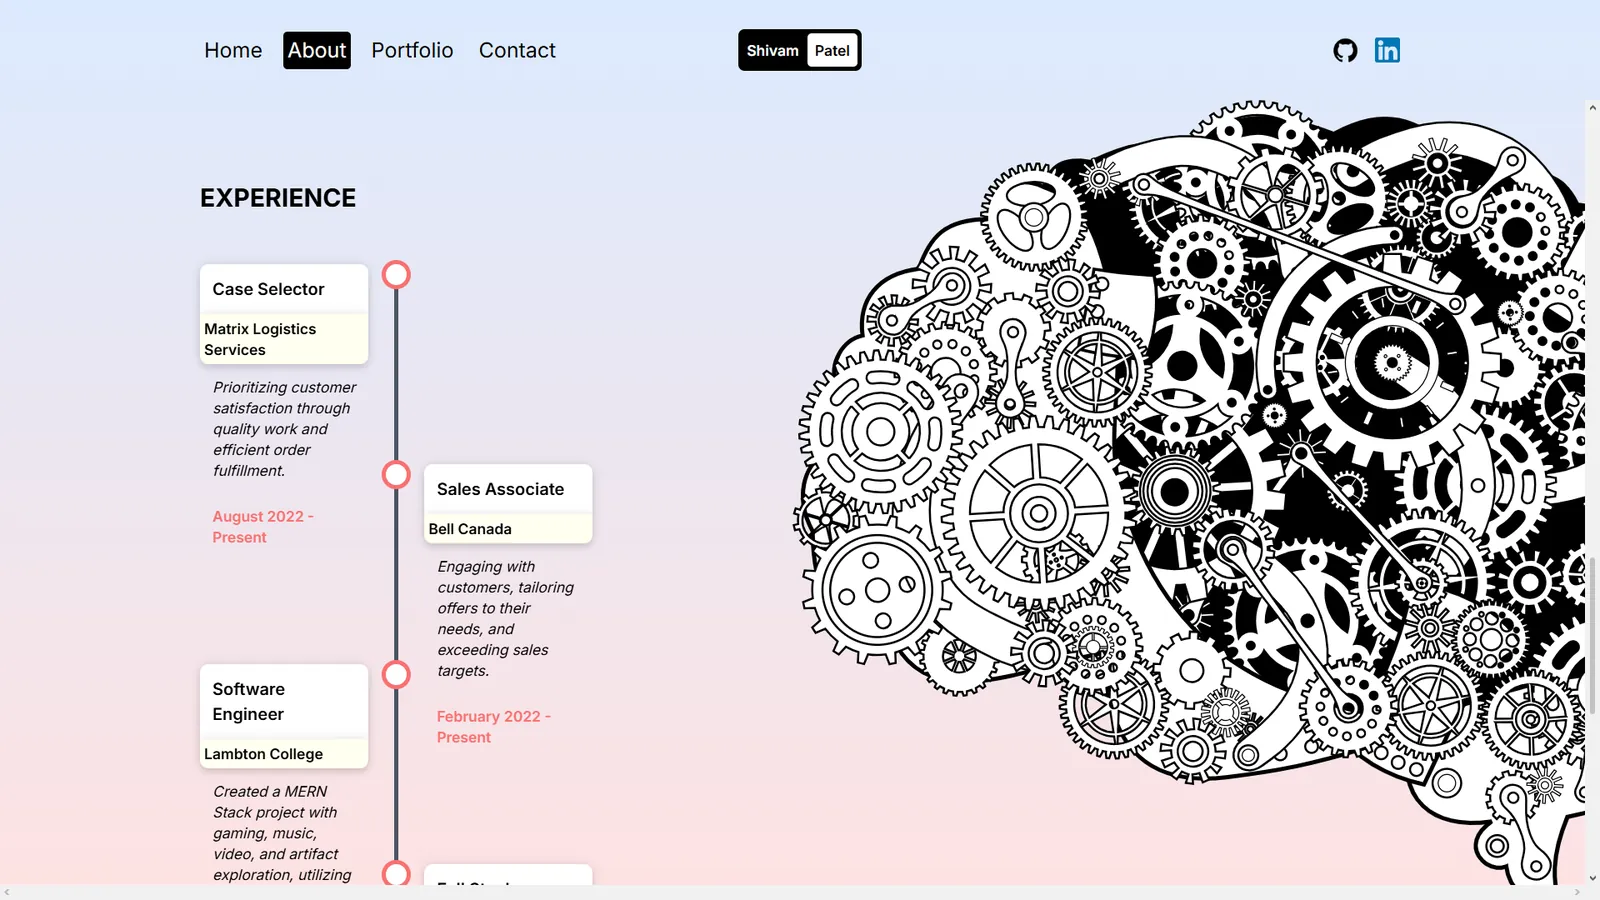 Home
About
Portfolio
Contact
Shivam Patel
EXPERIENCE
Case Selector
Matrix Logistics
Services
Prioritizing customer
satisfaction through
quality work and
efficient order
fulfillment.
August 2022 -
Present
Sales Associate
Bell Canada
Engaging with
customers, tailoring
offers to their
needs, and
exceeding sales
targets.
February 2022 -
Present
Software
Engineer
Lambton College
Created a MERN
Stack project with
gaming, music,
video, and artifact
exploration, utilizing